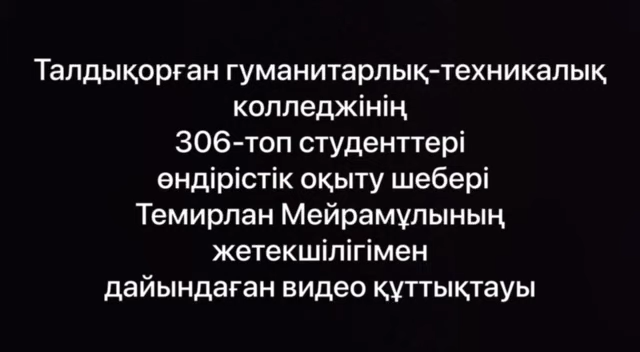 Талдықорған гуманитарлық-техникалық
колледжінің
306-топ студенттері
өндірістік оқыту шебері
Темирлан Мейрамұлының
жетекшілігімен
дайындаған видео құттықтауы